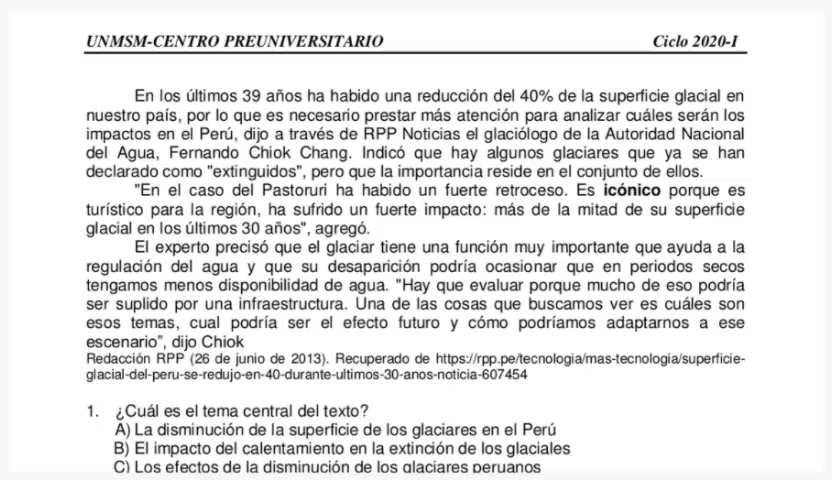 UNMSM-CENTRO PREUNIVERSITARIO Ciclo 2020-I
En los últimos 39 años ha habido una reducción del 40% de la superficie glacial en
nuestro país, por lo que es necesario prestar más atención para analizar cuáles serán los
impactos en el Perú, dijo a través de RPP Noticias el glaciólogo de la Autoridad Nacional
del Agua, Fernando Chiok Chang. Indicó que hay algunos glaciares que ya se han
declarado como "extinguidos", pero que la importancia reside en el conjunto de ellos.
"En el caso del Pastoruri ha habido un fuerte retroceso. Es icónico porque es
turístico para la región, ha sufrido un fuerte impacto: más de la mitad de su superficie
glacial en los últimos 30 años", agregó.
El experto precisó que el glaciar tiene una función muy importante que ayuda a la
regulación del agua y que su desaparición podría ocasionar que en periodos secos
tengamos menos disponibilidad de agua. "Hay que evaluar porque mucho de eso podría
ser suplido por una infraestructura. Una de las cosas que buscamos ver es cuáles son
esos temas, cual podría ser el efecto futuro y cómo podríamos adaptarnos a ese
escenario”, dijo Chiok
Redacción RPP (26 de junio de 2013). Recuperado de https://rpp.pe/tecnologia/mas-tecnologia/superficie-
glacial-del-peru-se-redujo-en-40-durante-ultimos-30-anos-noticia-607454
1. ¿Cuál es el tema central del texto?
A) La disminución de la superficie de los glaciares en el Perú
B) El impacto del calentamiento en la extinción de los glaciales
C) Los efectos de la disminución de los glaciares peruanos